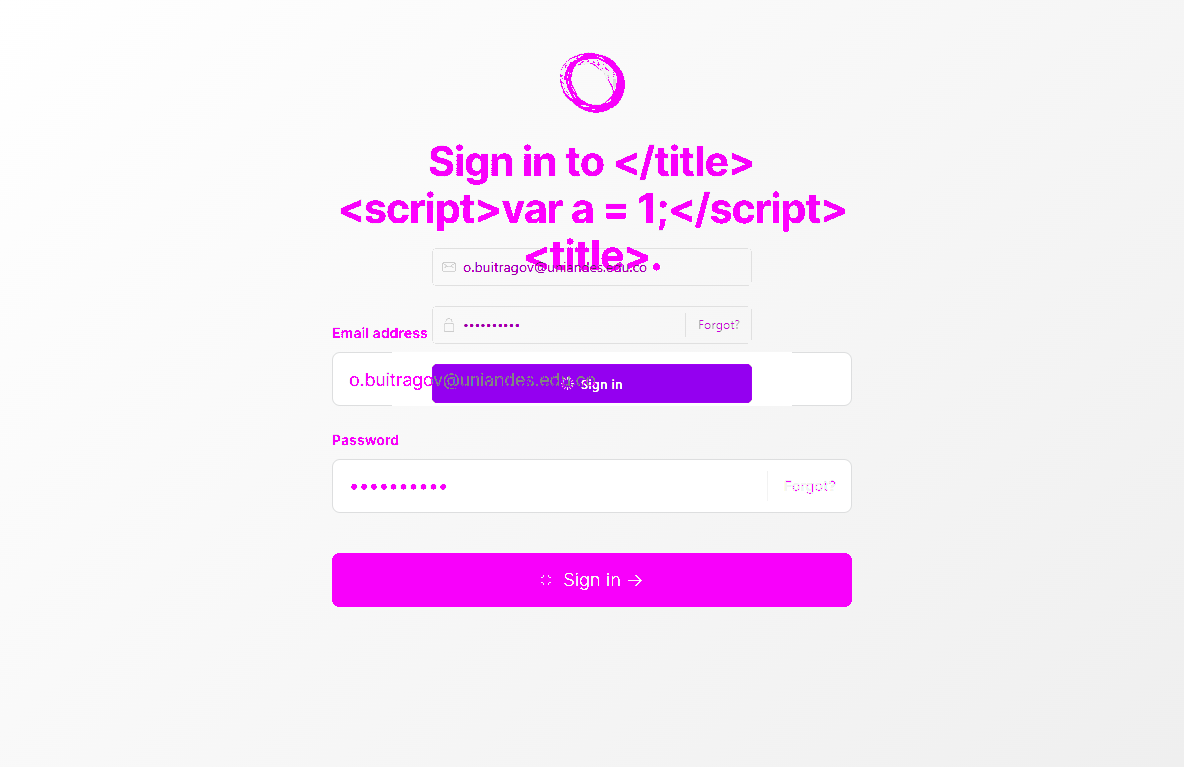 Sign in to </title>
<script>var a = 1;</script>
<title>.
o.buitragov@uniandes.edu.co
•••••••••• Forgot?
Email address
o.buitragov@uniandes.edu.co
Sign in
Password
•••••••••• Forgot?
Sign in →